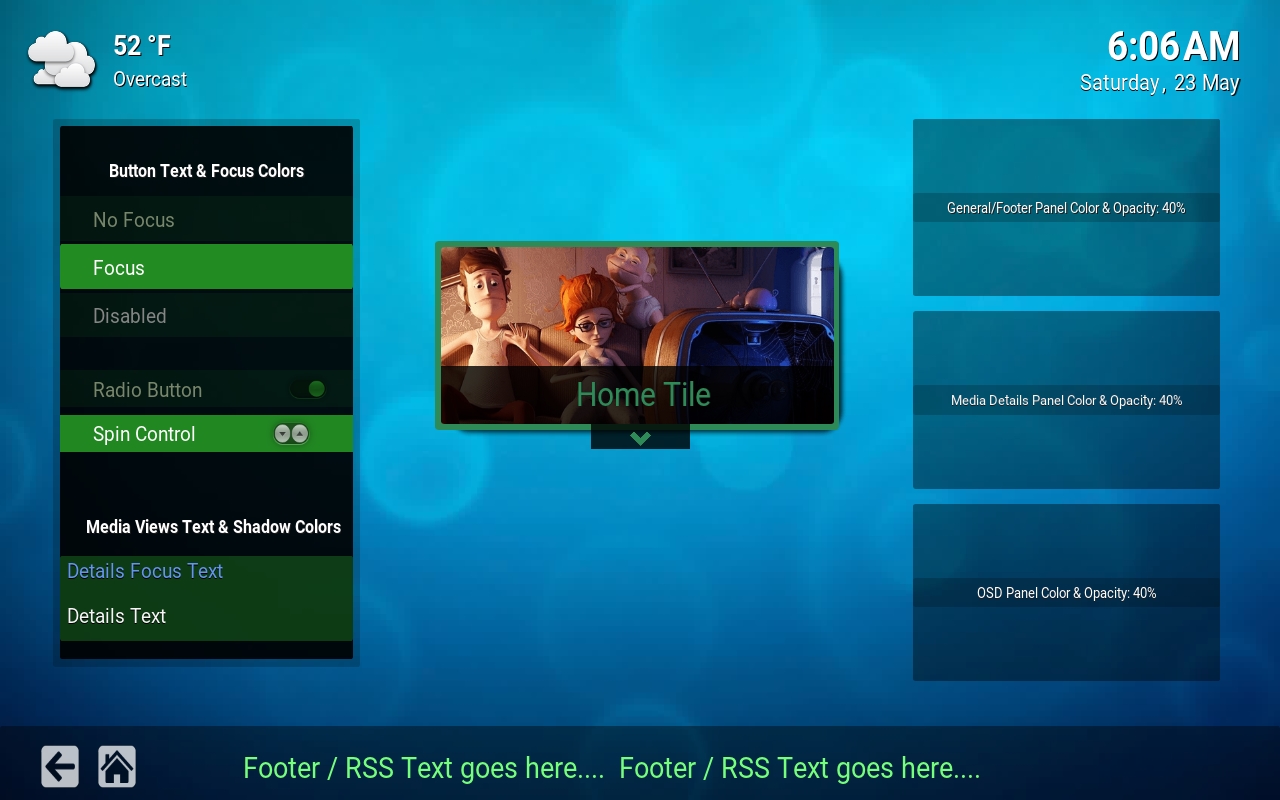 52 °F
Overcast
6:06 AM
Saturday, 23 May
Button Text & Focus Colors
No Focus
Focus
Disabled
Radio Button
Spin Control
Media Views Text & Shadow Colors
Details Focus Text
Details Text
Home Tile
General/Footer Panel Color & Opacity: 40%
Media Details Panel Color & Opacity: 40%
OSD Panel Color & Opacity: 40%
Footer / RSS Text goes here.... Footer / RSS Text goes here....